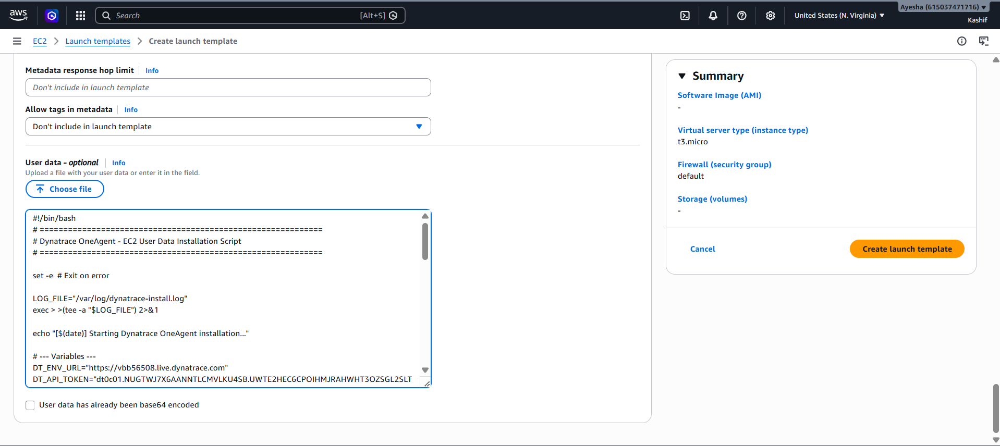 aws
Search
[Alt+S]
United States (N. Virginia)
Ayesha (615037471716)
Kashif
EC2
Launch templates
Create launch template
Metadata response hop limit
Info
Don't include in launch template
Allow tags in metadata
Info
Don't include in launch template
User data - optional
Info
Upload a file with your user data or enter it in the field.
Choose file
#!/bin/bash
# ============================================================
# Dynatrace OneAgent - EC2 User Data Installation Script
# ============================================================
set -e  # Exit on error
LOG_FILE="/var/log/dynatrace-install.log"
exec > >(tee -a "$LOG_FILE") 2>&1
echo "[$(date)] Starting Dynatrace OneAgent installation..."
# --- Variables ---
DT_ENV_URL="https://vbb56508.live.dynatrace.com"
DT_API_TOKEN="dt0c01.NUGTWJ7X6AANNTLCMVLKU4SB.UWTE2HEC6CPOIHMJRAHWHT3OZSGL2SLT
User data has already been base64 encoded
Summary
Software Image (AMI)
-
Virtual server type (instance type)
t3.micro
Firewall (security group)
default
Storage (volumes)
-
Cancel
Create launch template